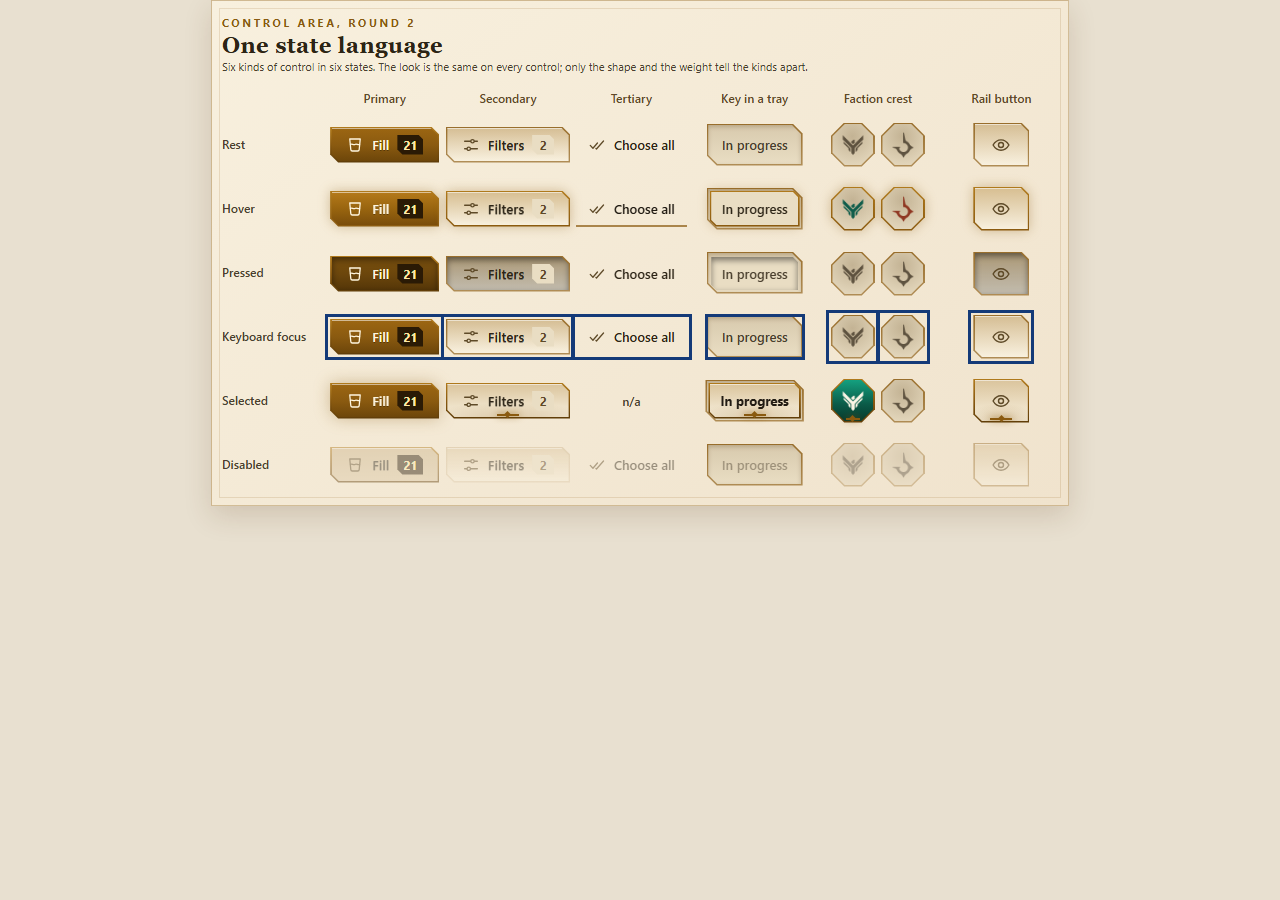 CONTROL AREA, ROUND 2
One state language
Six kinds of control in six states. The look is the same on every control; only the shape and the weight tell the kinds apart.
Primary Secondary Tertiary Key in a tray Faction crest Rail button
Rest Fill 21 Filters 2 Choose all In progress
Hover Fill 21 Filters 2 Choose all In progress
Pressed Fill 21 Filters 2 Choose all In progress
Keyboard focus Fill 21 Filters 2 Choose all In progress
Selected Fill 21 Filters 2 n/a In progress
Disabled Fill 21 Filters 2 Choose all In progress